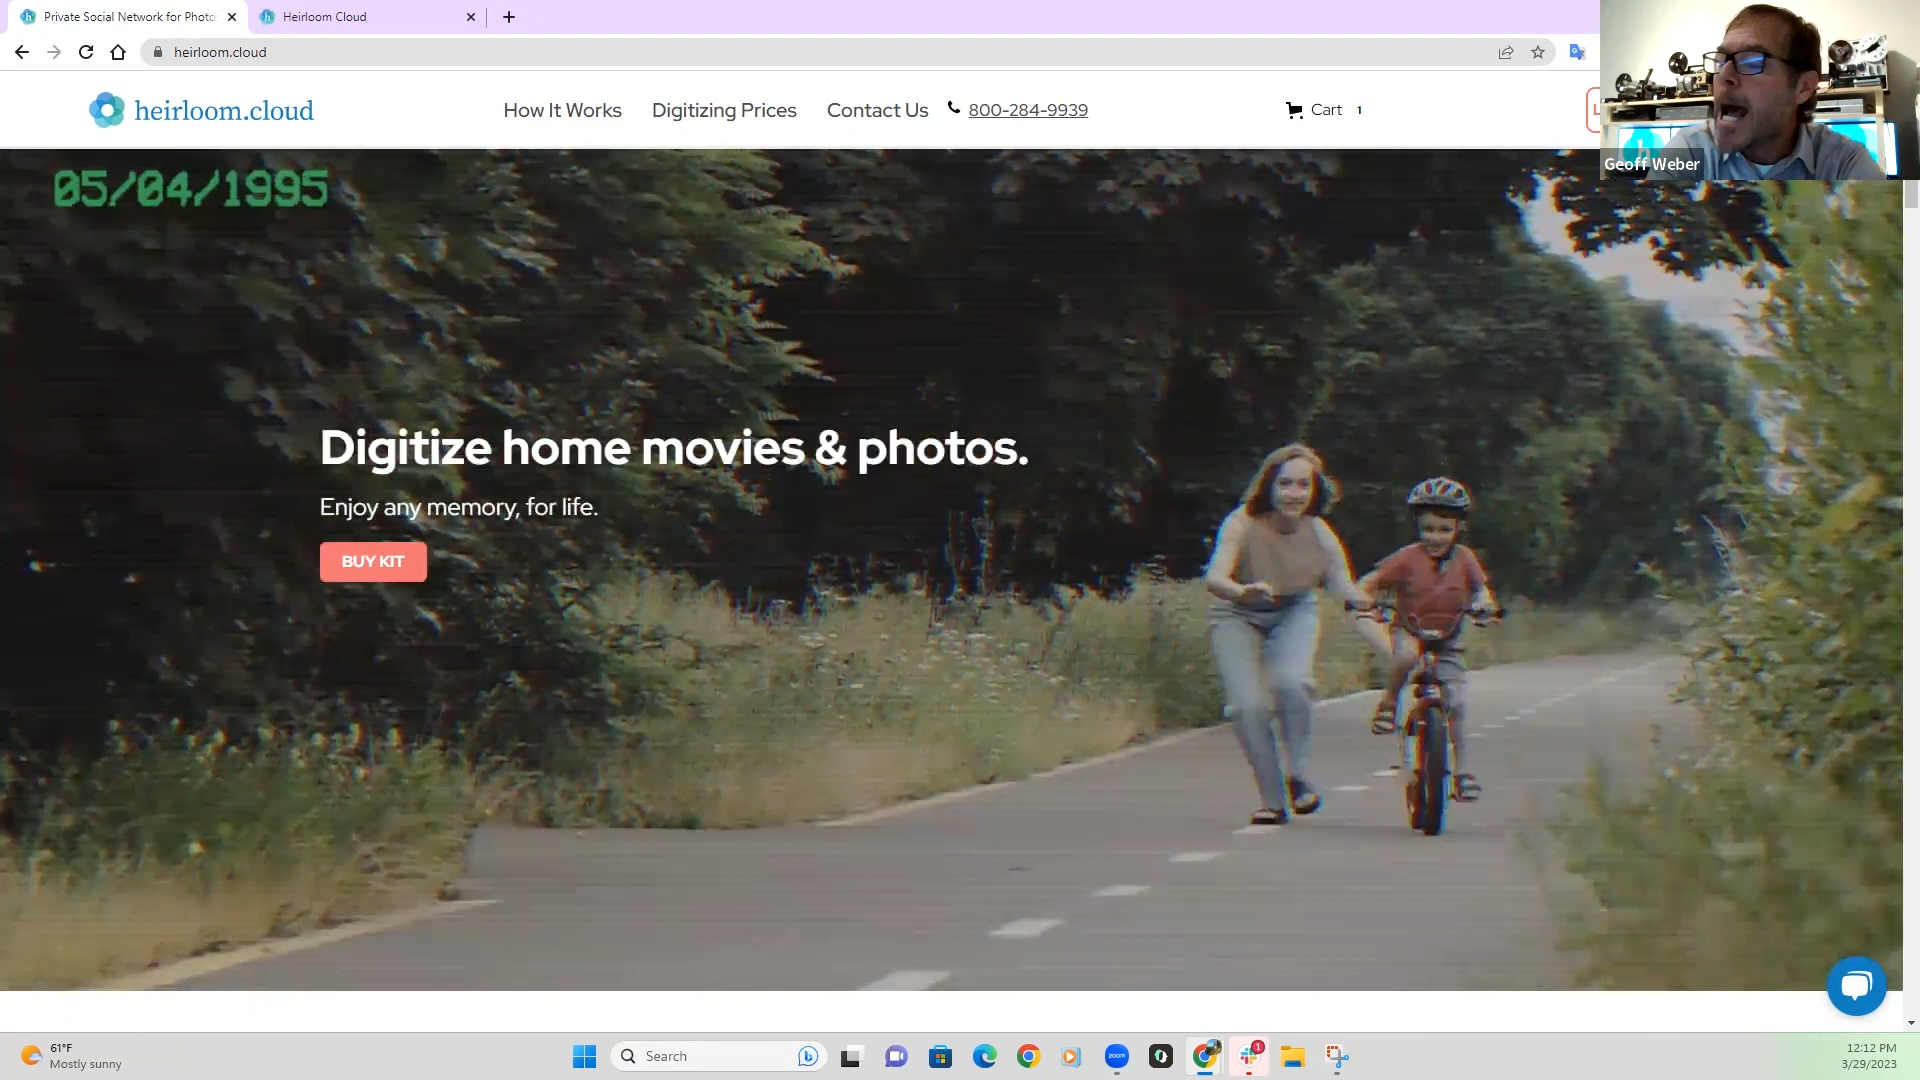 Private Social Network for Photo
Heirloom Cloud
heirloom.cloud
heirloom.cloud
How It Works
Digitizing Prices
Contact Us
800-284-9939
Cart 1
Geoff Weber
05/04/1995
Digitize home movies & photos.
Enjoy any memory, for life.
BUY KIT
61°F
Mostly sunny
Search
zoom
1
12:12 PM
3/29/2023